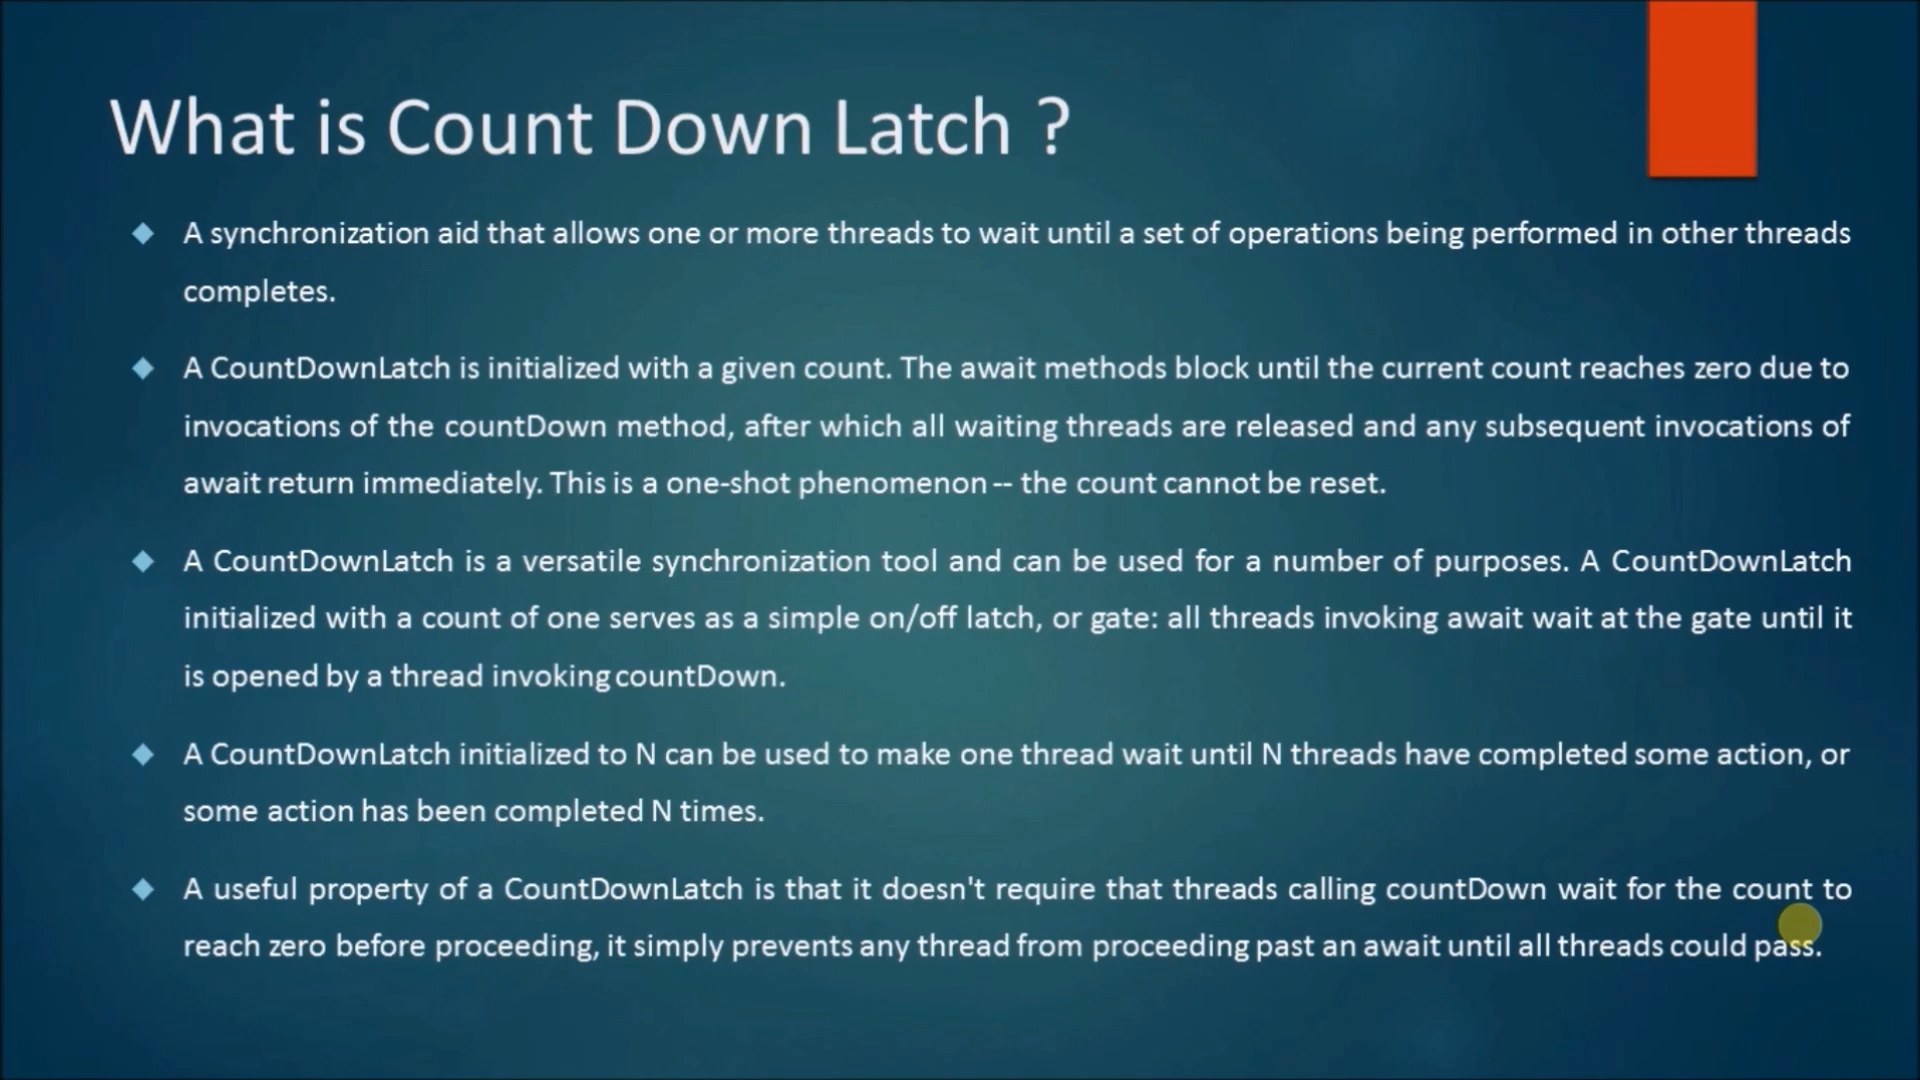 What is Count Down Latch ?
A synchronization aid that allows one or more threads to wait until a set of operations being performed in other threads
completes.
A CountDownLatch is initialized with a given count. The await methods block until the current count reaches zero due to
invocations of the countDown method, after which all waiting threads are released and any subsequent invocations of
await return immediately. This is a one-shot phenomenon -- the count cannot be reset.
A CountDownLatch is a versatile synchronization tool and can be used for a number of purposes. A CountDownLatch
initialized with a count of one serves as a simple on/off latch, or gate: all threads invoking await wait at the gate until it
is opened by a thread invoking countDown.
A CountDownLatch initialized to N can be used to make one thread wait until N threads have completed some action, or
some action has been completed N times.
A useful property of a CountDownLatch is that it doesn't require that threads calling countDown wait for the count to
reach zero before proceeding, it simply prevents any thread from proceeding past an await until all threads could pass.